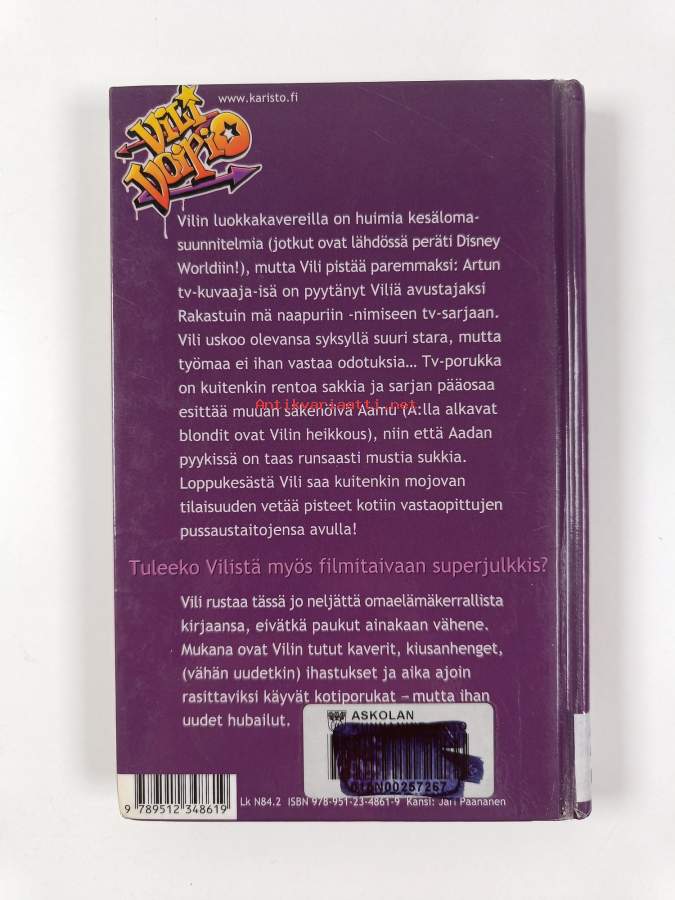 www.karisto.fi
VILI
VOIPIO
Vilin luokkakavereilla on huimia kesäloma-
suunnitelmia (jotkut ovat lähdössä peräti Disney
Worldiin!), mutta Vili pistää paremmaksi: Artun
tv-kuvaaja-isä on pyytänyt Viliä avustajaksi
Rakastuin mä naapuriin -nimiseen tv-sarjaan.
Vili uskoo olevansa syksyllä suuri stara, mutta
työmaa ei ihan vastaa odotuksia... Tv-porukka
on kuitenkin rentoa sakkia ja sarjan pääosaa
esittää muuan säkenöivä Aamu (A:lla alkavat
Antikvariaatti.net
blondit ovat Vilin heikkous), niin että Aadan
pyykissä on taas runsaasti mustia sukkia.
Loppukesästä Vili saa kuitenkin mojovan
tilaisuuden vetää pisteet kotiin vastaopittujen
pussaustaitojensa avulla!
Tuleeko Vilistä myös filmitaivaan superjulkkis?
Vili rustaa tässä jo neljättä omaelämäkerrallista
kirjaansa, eivätkä paukut ainakaan vähene.
Mukana ovat Vilin tutut kaverit, kiusanhenget,
(vähän uudetkin) ihastukset ja aika ajoin
rasittaviksi käyvät kotiporukat – mutta ihan
uudet hubailut.
ASKOLAN
9 789512 348619
Lk N84.2 ISBN 978-951-23-4861-9 Kansi: Jari Paananen